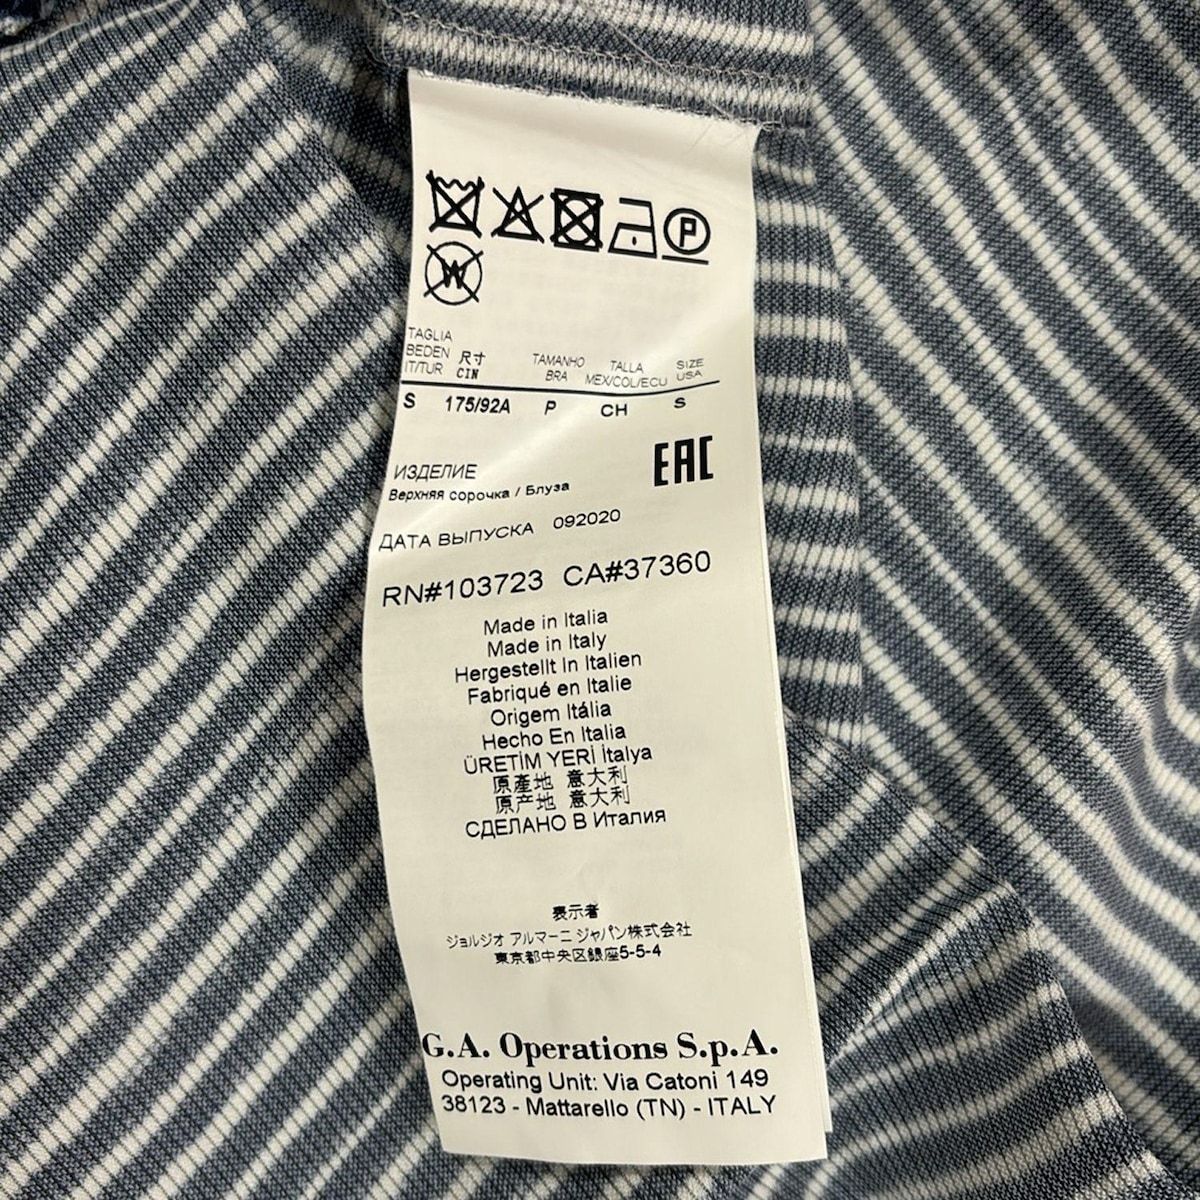 P
W
TAGLIA
BEDEN
IT/TUR
尺寸
CIN
TAMANHO
BRA
TALLA
MEX/COL/ECU
SIZE
USA
S 175/92A P CH S
EAC
ИЗДЕЛИЕ
Верхняя сорочка / Блуза
ДАТА ВЫПУСКА 092020
RN#103723 CA#37360
Made in Italia
Made in Italy
Hergestellt In Italien
Fabriqué en Italie
Origem Itália
Hecho En Italia
ÜRETİM YERİ İtalya
原產地 意大利
原产地 意大利
СДЕЛАНО В Италия
表示者
ジョルジオ アルマーニ ジャパン株式会社
東京都中央区銀座5-5-4
G.A. Operations S.p.A.
Operating Unit: Via Catoni 149
38123 - Mattarello (TN) - ITALY